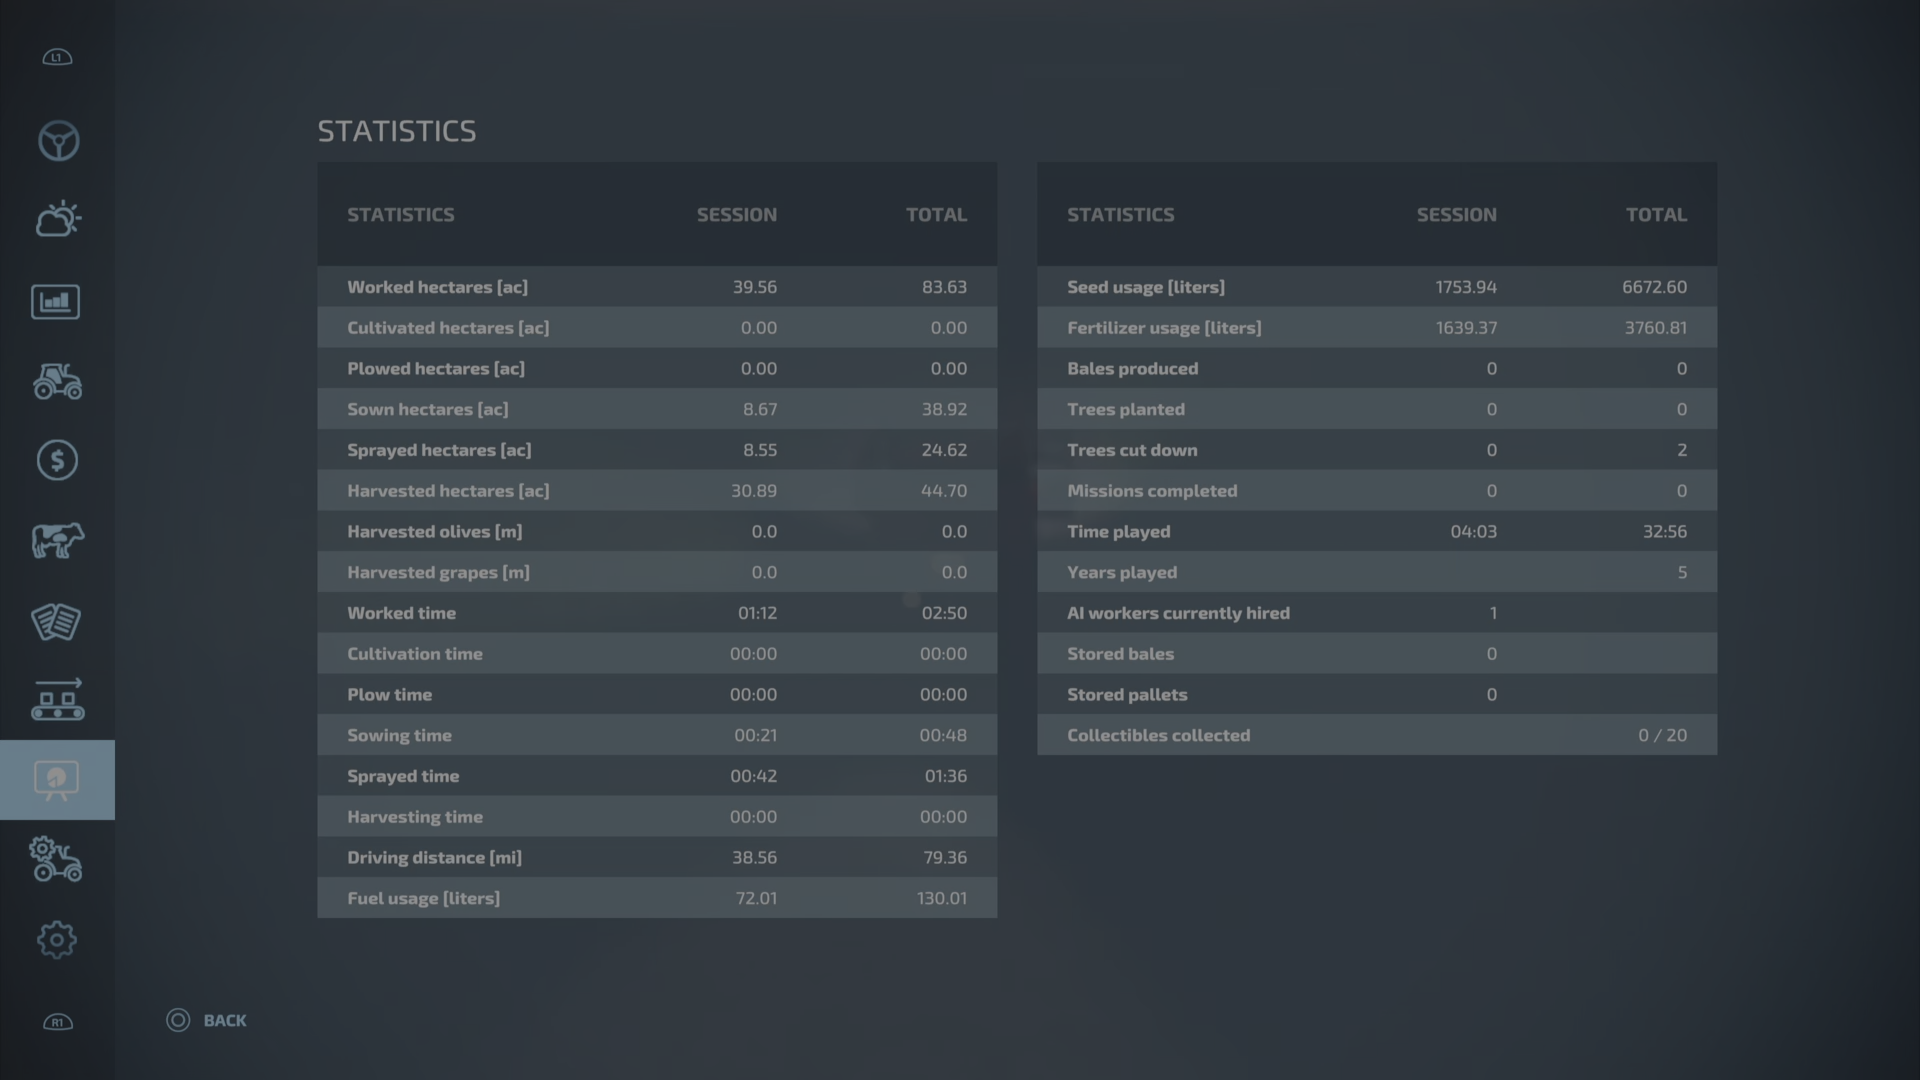 L1
STATISTICS
STATISTICS SESSION TOTAL
Worked hectares [ac] 39.56 83.63
Cultivated hectares [ac] 0.00 0.00
Plowed hectares [ac] 0.00 0.00
Sown hectares [ac] 8.67 38.92
Sprayed hectares [ac] 8.55 24.62
Harvested hectares [ac] 30.89 44.70
Harvested olives [m] 0.0 0.0
Harvested grapes [m] 0.0 0.0
Worked time 01:12 02:50
Cultivation time 00:00 00:00
Plow time 00:00 00:00
Sowing time 00:21 00:48
Sprayed time 00:42 01:36
Harvesting time 00:00 00:00
Driving distance [mi] 38.56 79.36
Fuel usage [liters] 72.01 130.01
STATISTICS SESSION TOTAL
Seed usage [liters] 1753.94 6672.60
Fertilizer usage [liters] 1639.37 3760.81
Bales produced 0 0
Trees planted 0 0
Trees cut down 0 2
Missions completed 0 0
Time played 04:03 32:56
Years played 5
AI workers currently hired 1
Stored bales 0
Stored pallets 0
Collectibles collected 0 / 20
R1
BACK